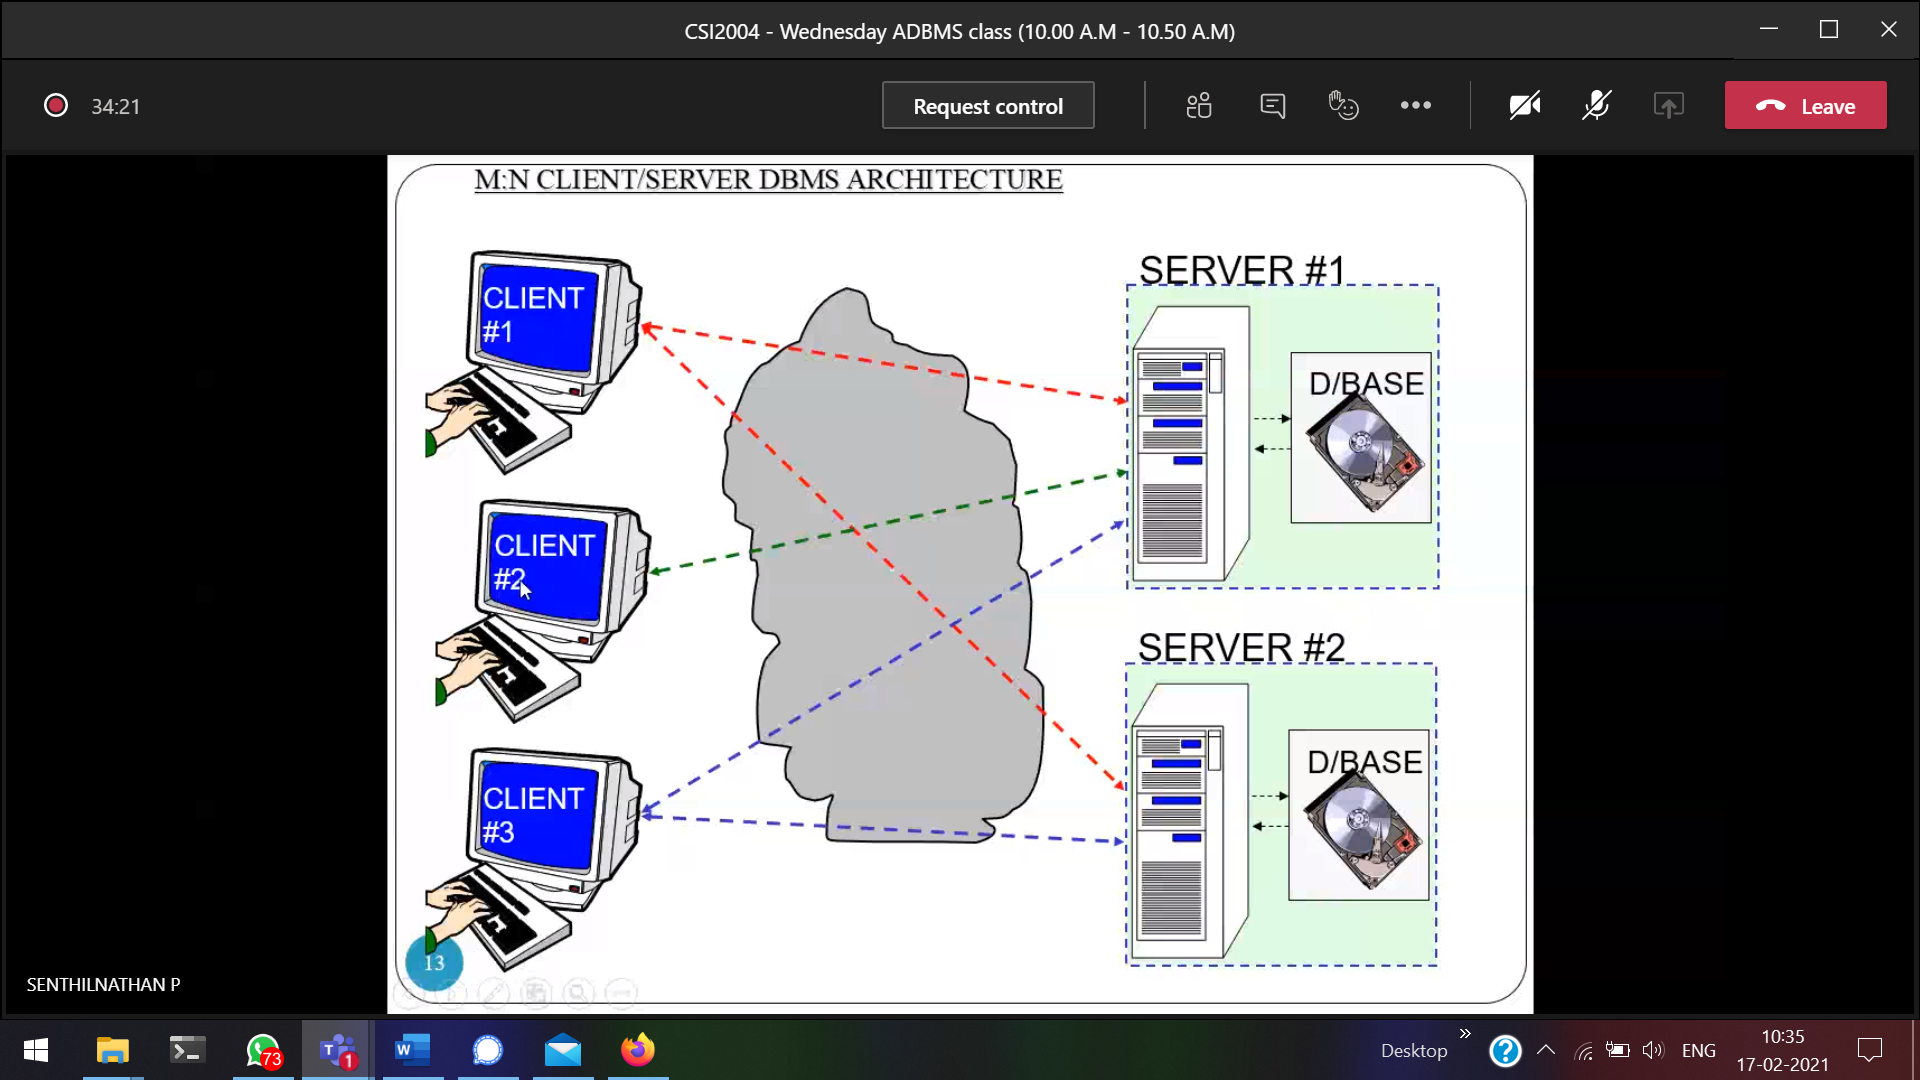 CSI2004 - Wednesday ADBMS class (10.00 A.M - 10.50 A.M)
34:21
Request control
Leave
M:N CLIENT/SERVER DBMS ARCHITECTURE
CLIENT
#1
SERVER #1
D/BASE
CLIENT
#2
SERVER #2
D/BASE
CLIENT
#3
13
SENTHILNATHAN P
73
T
1
W
Desktop
»
?
ENG
10:35
17-02-2021